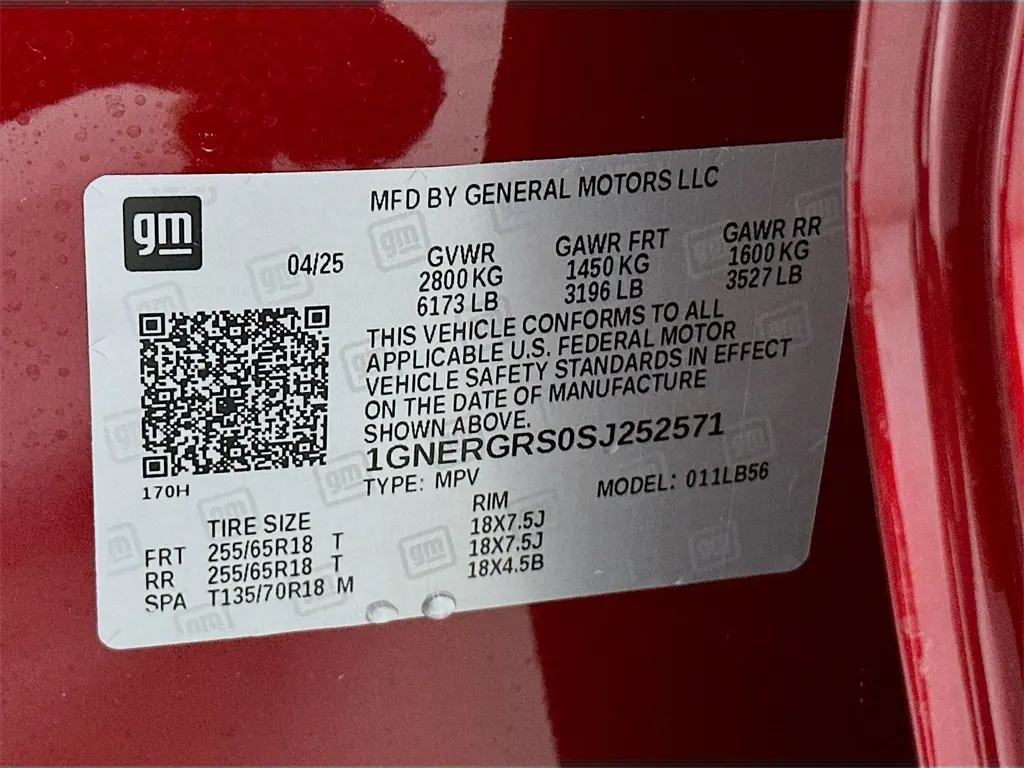 gm
MFD BY GENERAL MOTORS LLC
04/25
GVWR GAWR FRT GAWR RR
2800 KG 1450 KG 1600 KG
6173 LB 3196 LB 3527 LB
THIS VEHICLE CONFORMS TO ALL
APPLICABLE U.S. FEDERAL MOTOR
VEHICLE SAFETY STANDARDS IN EFFECT
ON THE DATE OF MANUFACTURE
SHOWN ABOVE.
1GNERGRS0SJ252571
TYPE: MPV MODEL: 011LB56
170H
TIRE SIZE RIM
FRT 255/65R18 T 18X7.5J
RR 255/65R18 T 18X7.5J
SPA T135/70R18 M 18X4.5B